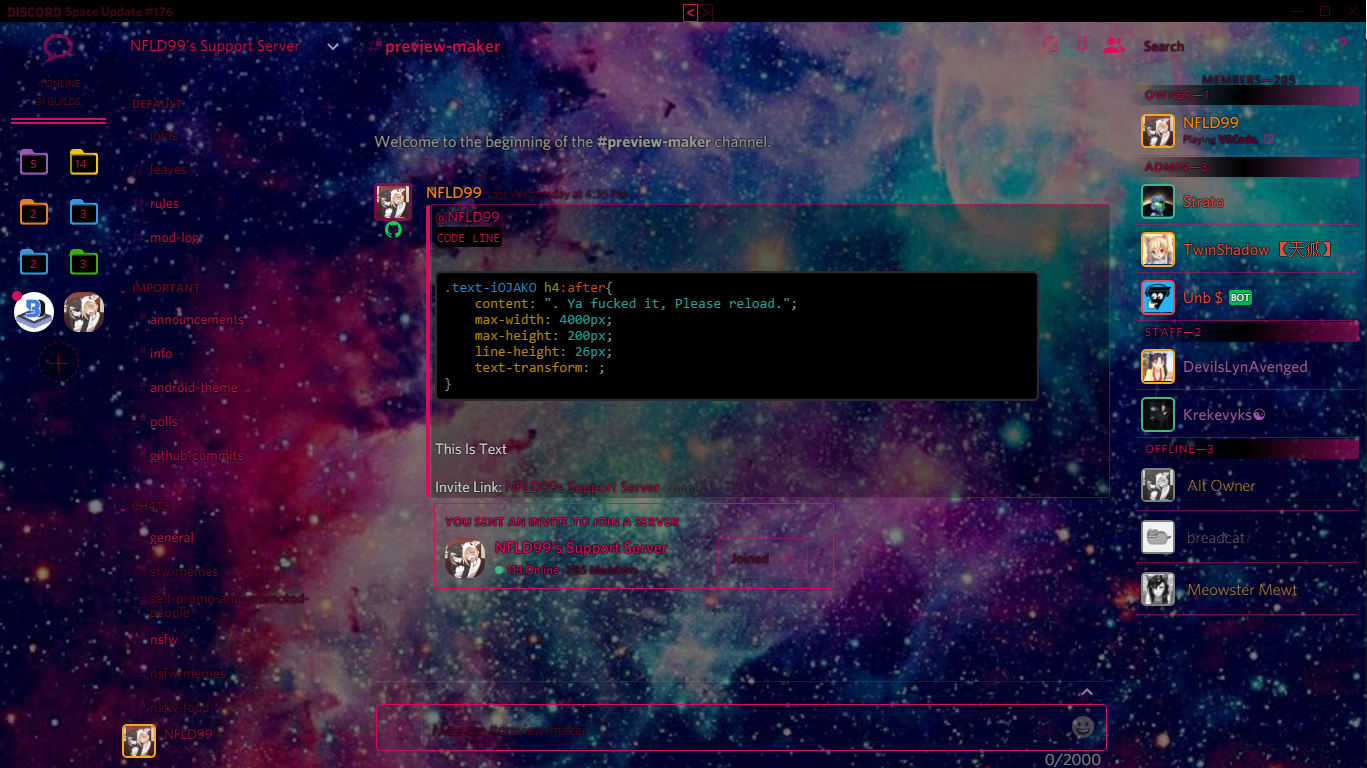 DISCORD Space Update #176
< >
NFLD99's Support Server
preview-maker
Search
4 ONLINE
31 GUILDS
5
14
2
3
2
3
DEFAULT
joins
leaves
rules
mod-log
IMPORTANT
announcements
info
android-theme
polls
github-commits
CHATS
general
sfw-memes
self-promo-and-promoted-
people
nsfw
nsfw-memes
nsfw-food
NFLD99
Welcome to the beginning of the #preview-maker channel.
NFLD99 Last Wednesday at 4:36 PM
@NFLD99
CODE LINE
.text-iOJAKO h4:after{
content: ". Ya fucked it, Please reload.";
max-width: 4000px;
max-height: 200px;
line-height: 26px;
text-transform: ;
}
This Is Text
Invite Link: NFLD99's Support Server
YOU SENT AN INVITE TO JOIN A SERVER
NFLD99's Support Server
113 Online 293 Members
Joined
Message #preview-maker
0/2000
MEMBERS—285
OWNER—1
NFLD99
Playing VSCode.
ADMIN—3
Strato
TwinShadow 【天狐】
Unb $ BOT
STAFF—2
DevilsLynAvenged
Krekevyks☯
OFFLINE—3
Alt Owner
breadcat
Meowster Mewt